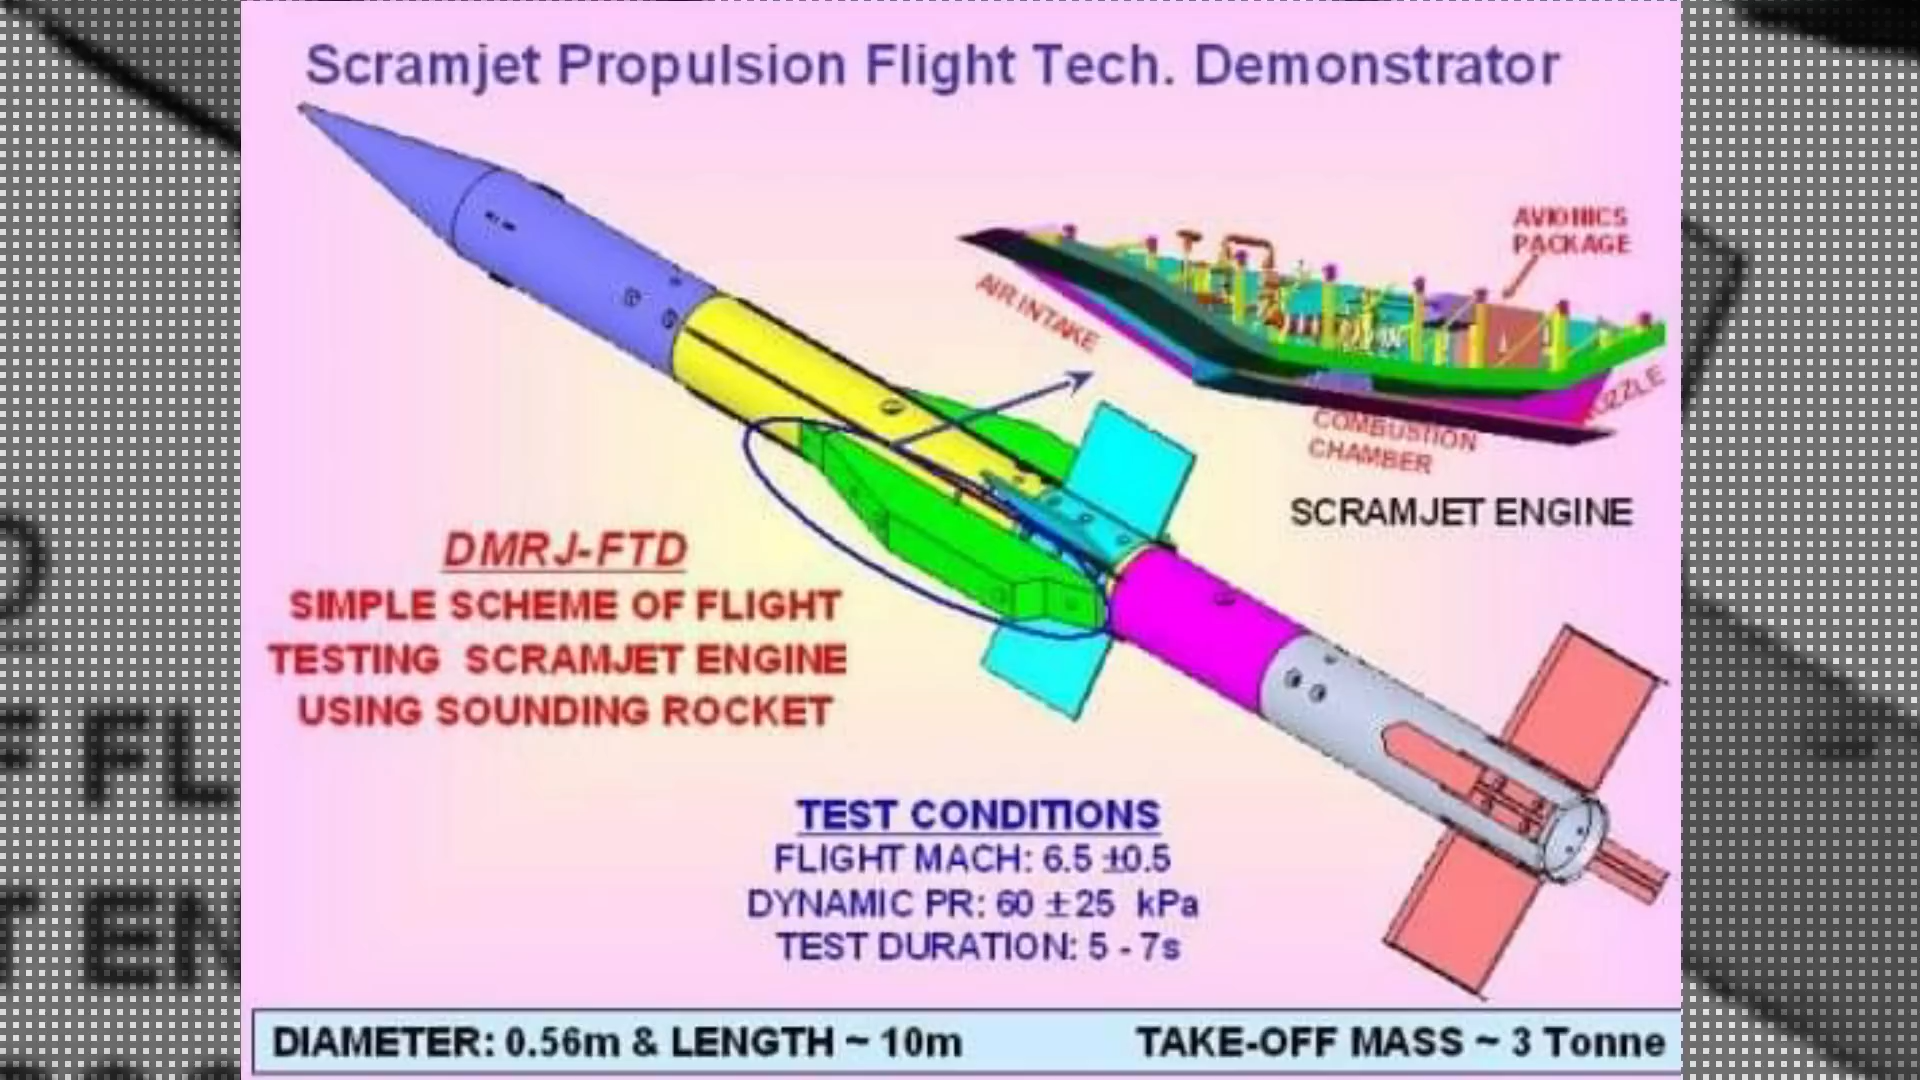 Scramjet Propulsion Flight Tech. Demonstrator
AVIONICS
PACKAGE
AIR INTAKE
COMBUSTION
CHAMBER
SCRAMJET ENGINE
DMRJ-FTD
SIMPLE SCHEME OF FLIGHT
TESTING SCRAMJET ENGINE
USING SOUNDING ROCKET
TEST CONDITIONS
FLIGHT MACH: 6.5 ±0.5
DYNAMIC PR: 60 ±25 kPa
TEST DURATION: 5 - 7s
DIAMETER: 0.56m & LENGTH ~ 10m
TAKE-OFF MASS ~ 3 Tonne